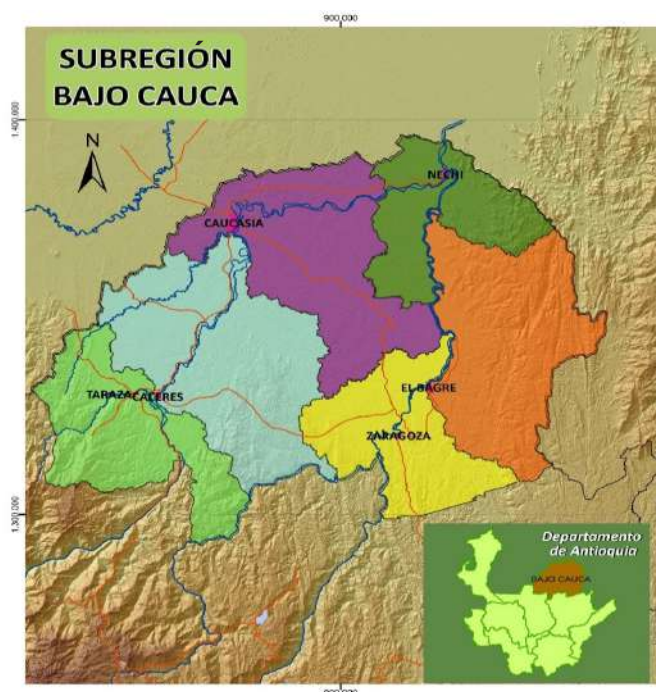 900,000
SUBREGIÓN
BAJO CAUCA
1.400,000
N
NECHI
CAUCASIA
TARAZA
CACERES
EL BAGRE
ZARAGOZA
1.300,000
Departamento
de Antioquia
BAJO CAUCA
900,000